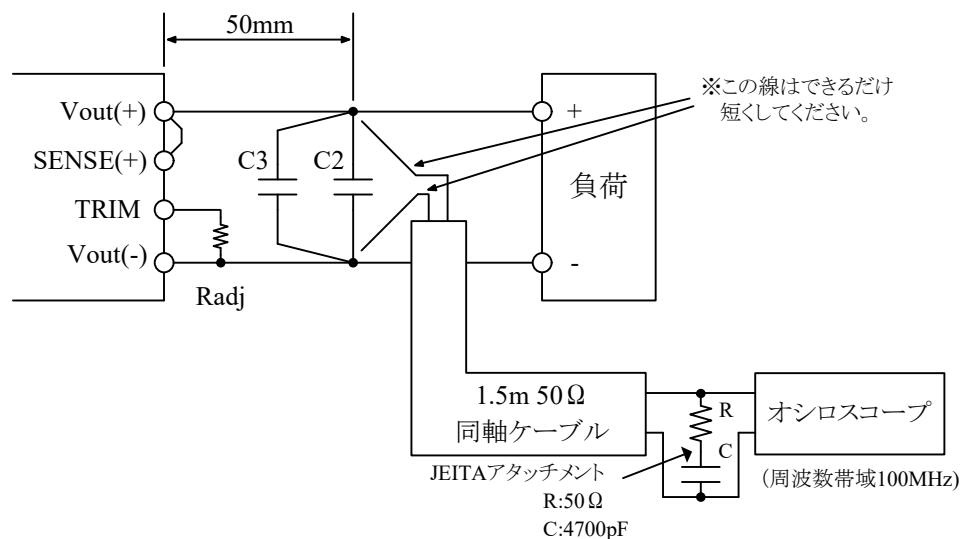 50mm
Vout(+)
SENSE(+)
TRIM
Vout(-)
Radj
C3
C2
※この線はできるだけ
短くしてください。
+
負荷
-
1.5m 50Ω
同軸ケーブル
R
C
オシロスコープ
(周波数帯域100MHz)
JEITAアタッチメント
R:50Ω
C:4700pF